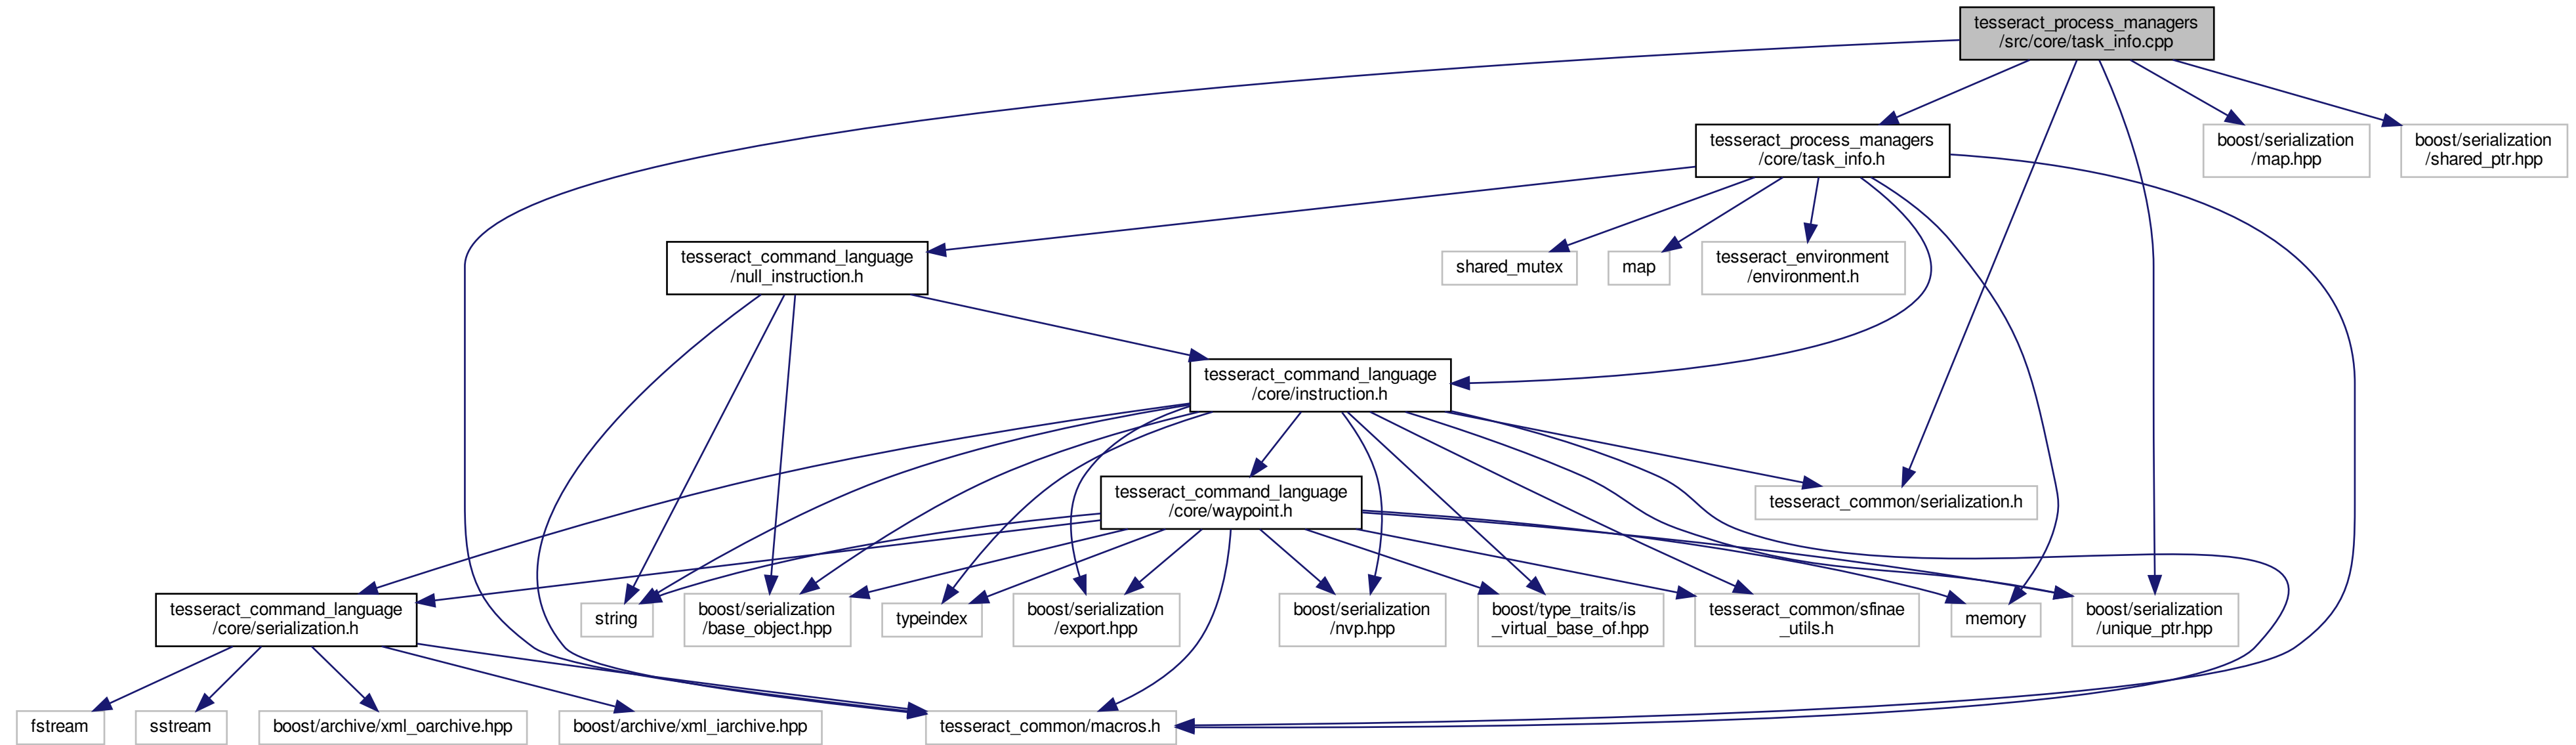 tesseract_process_managers
/src/core/task_info.cpp
tesseract_process_managers
/core/task_info.h
boost/serialization
/map.hpp
boost/serialization
/shared_ptr.hpp
tesseract_command_language
/null_instruction.h
shared_mutex
map
tesseract_environment
/environment.h
tesseract_command_language
/core/instruction.h
tesseract_command_language
/core/waypoint.h
tesseract_common/serialization.h
tesseract_command_language
/core/serialization.h
string
boost/serialization
/base_object.hpp
typeindex
boost/serialization
/export.hpp
boost/serialization
/nvp.hpp
boost/type_traits/is
_virtual_base_of.hpp
tesseract_common/sfinae
_utils.h
memory
boost/serialization
/unique_ptr.hpp
fstream
sstream
boost/archive/xml_oarchive.hpp
boost/archive/xml_iarchive.hpp
tesseract_common/macros.h